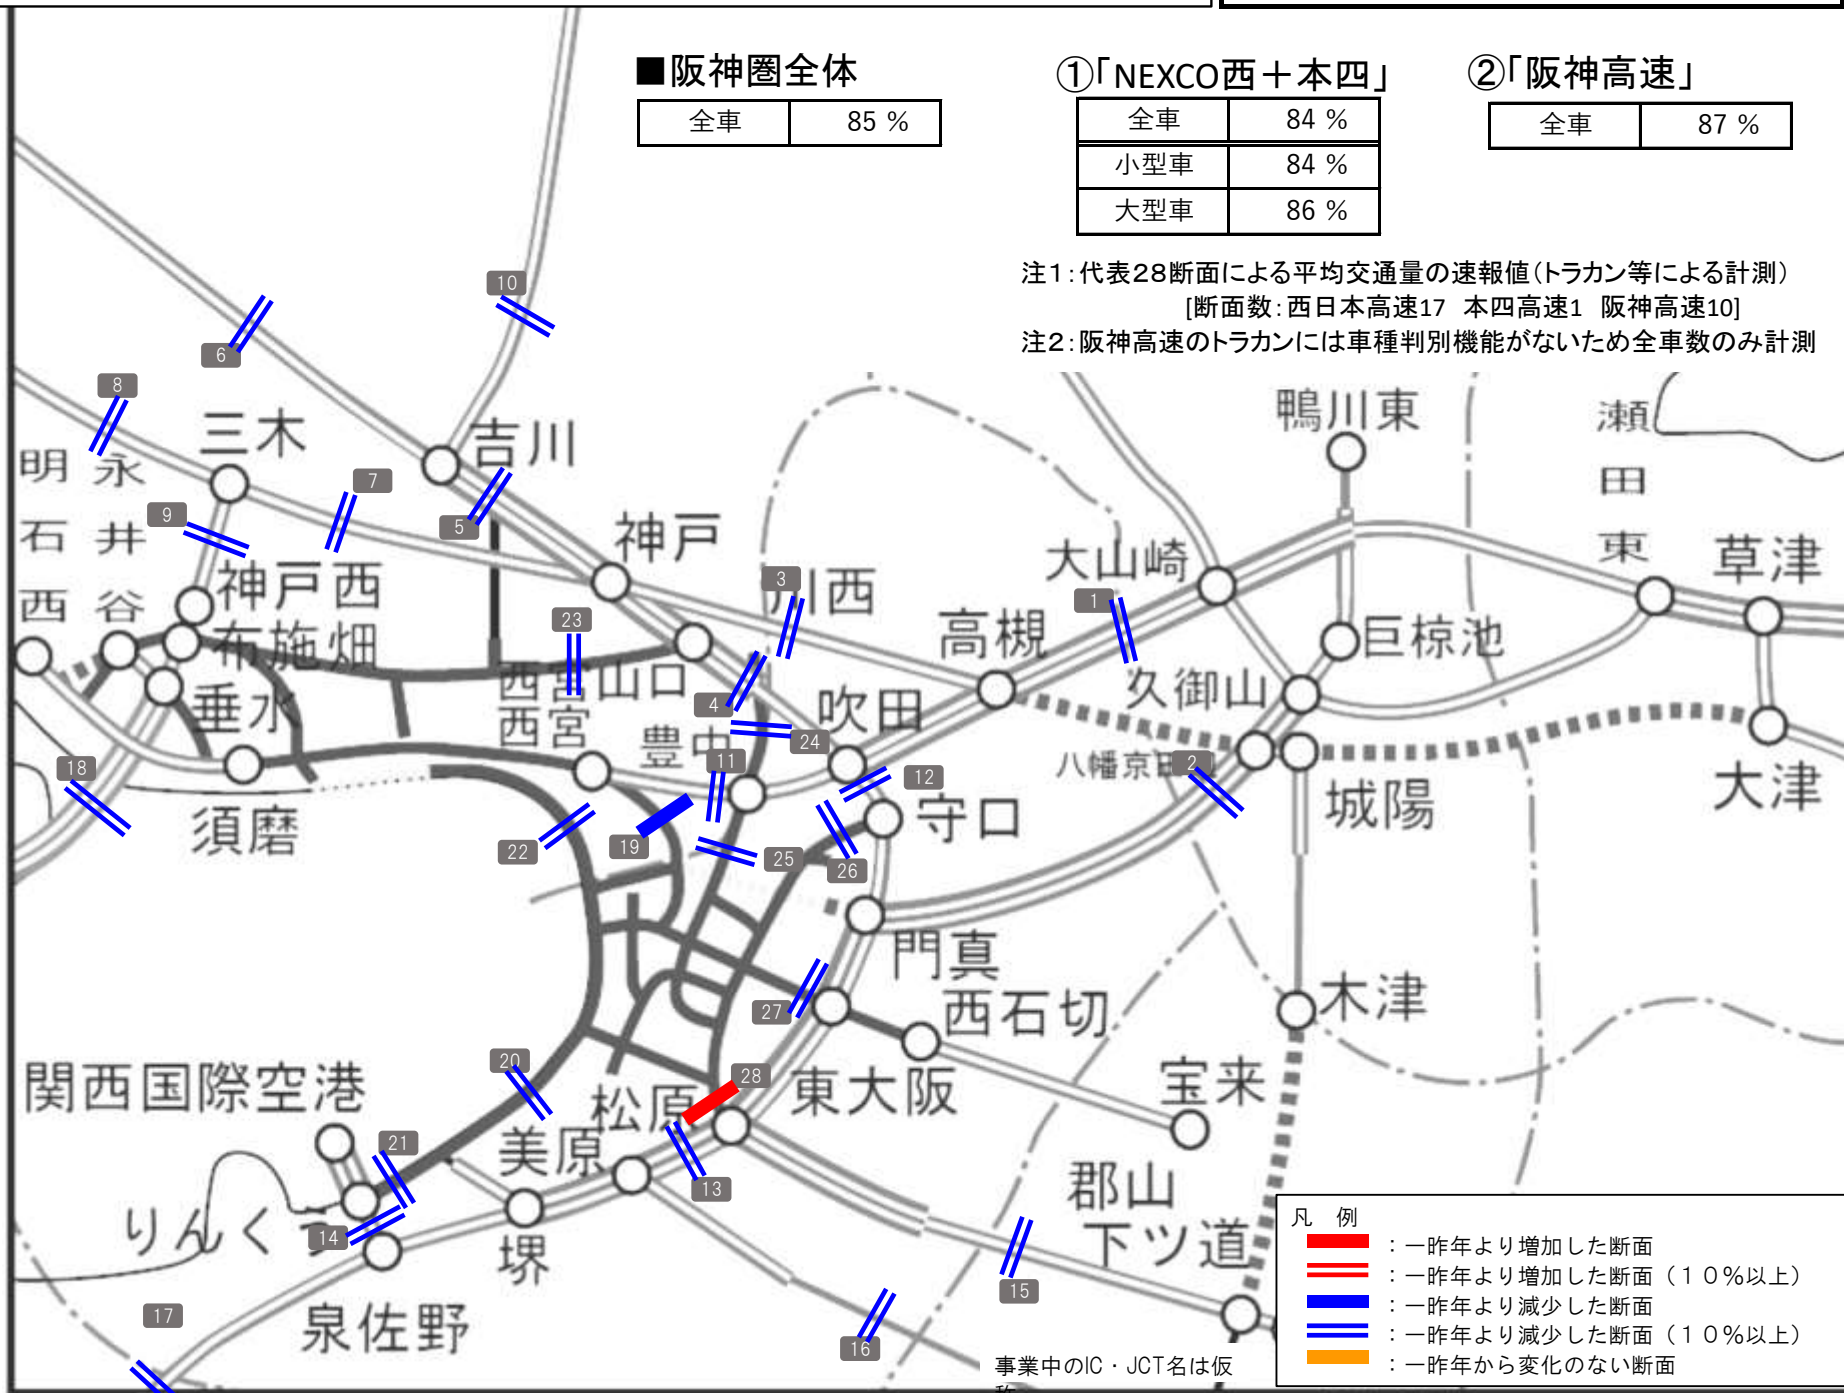 ■阪神圏全体
全車 85 %
①「NEXCO西＋本四」
全車 84 %
小型車 84 %
大型車 86 %
②「阪神高速」
全車 87 %
注１：代表２８断面による平均交通量の速報値（トラカン等による計測）
[断面数：西日本高速17 本四高速1 阪神高速10]
注２：阪神高速のトラカンには車種判別機能がないため全車数のみ計測
10
6
8
三木
吉川
鴨川東
瀬田東
明石西
永井谷
7
9
5
神戸
大山崎
草津
3
川西
1
神戸西
布施畑
23
高槻
巨椋池
西宮山口
久御山
垂水
西宮
4
吹田
豊中
24
八幡京田
2
18
11
12
城陽
大津
須磨
守口
22
19
25
26
門真
27
西石切
木津
関西国際空港
20
28
松原
東大阪
宝来
21
美原
13
郡山
下ツ道
りんくう
14
堺
15
17
泉佐野
16
事業中のIC・JCT名は仮
称
凡 例
：一昨年より増加した断面
：一昨年より増加した断面（１０％以上）
：一昨年より減少した断面
：一昨年より減少した断面（１０％以上）
：一昨年から変化のない断面